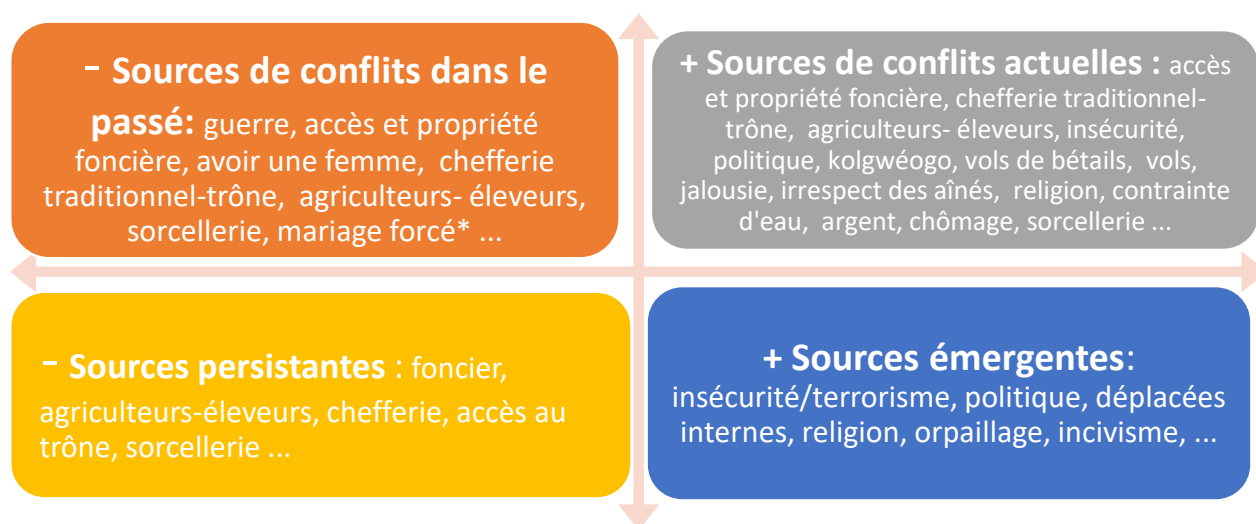 - Sources de conflits dans le
passé: guerre, accès et propriété
foncière, avoir une femme, chefferie
traditionnel-trône, agriculteurs- éleveurs,
sorcellerie, mariage forcé* ...
+ Sources de conflits actuelles : accès
et propriété foncière, chefferie traditionnel-
trône, agriculteurs- éleveurs, insécurité,
politique, kolgwéogo, vols de bétails, vols,
jalousie, irrespect des aînés, religion, contrainte
d'eau, argent, chômage, sorcellerie ...
- Sources persistantes : foncier,
agriculteurs-éleveurs, chefferie, accès au
trône, sorcellerie ...
+ Sources émergentes:
insécurité/terrorisme, politique, déplacées
internes, religion, orpaillage, incivisme, ...